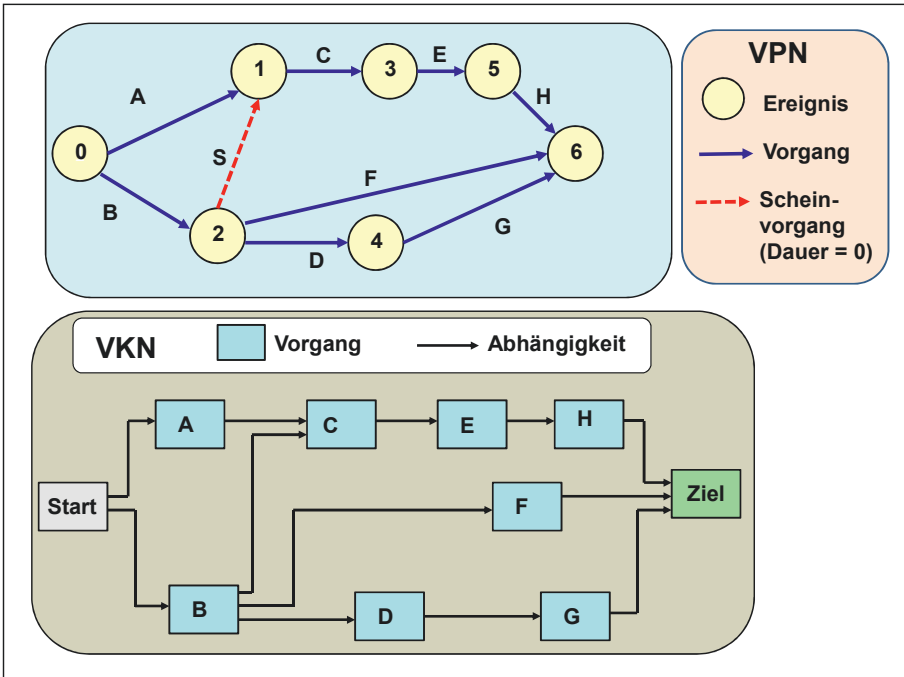 VPN
Ereignis
Vorgang
Schein-
vorgang
(Dauer = 0)
A
1
C
3
E
5
H
0
S
F
6
B
2
D
4
G
VKN
Vorgang
Abhängigkeit
A
C
E
H
Start
F
Ziel
B
D
G